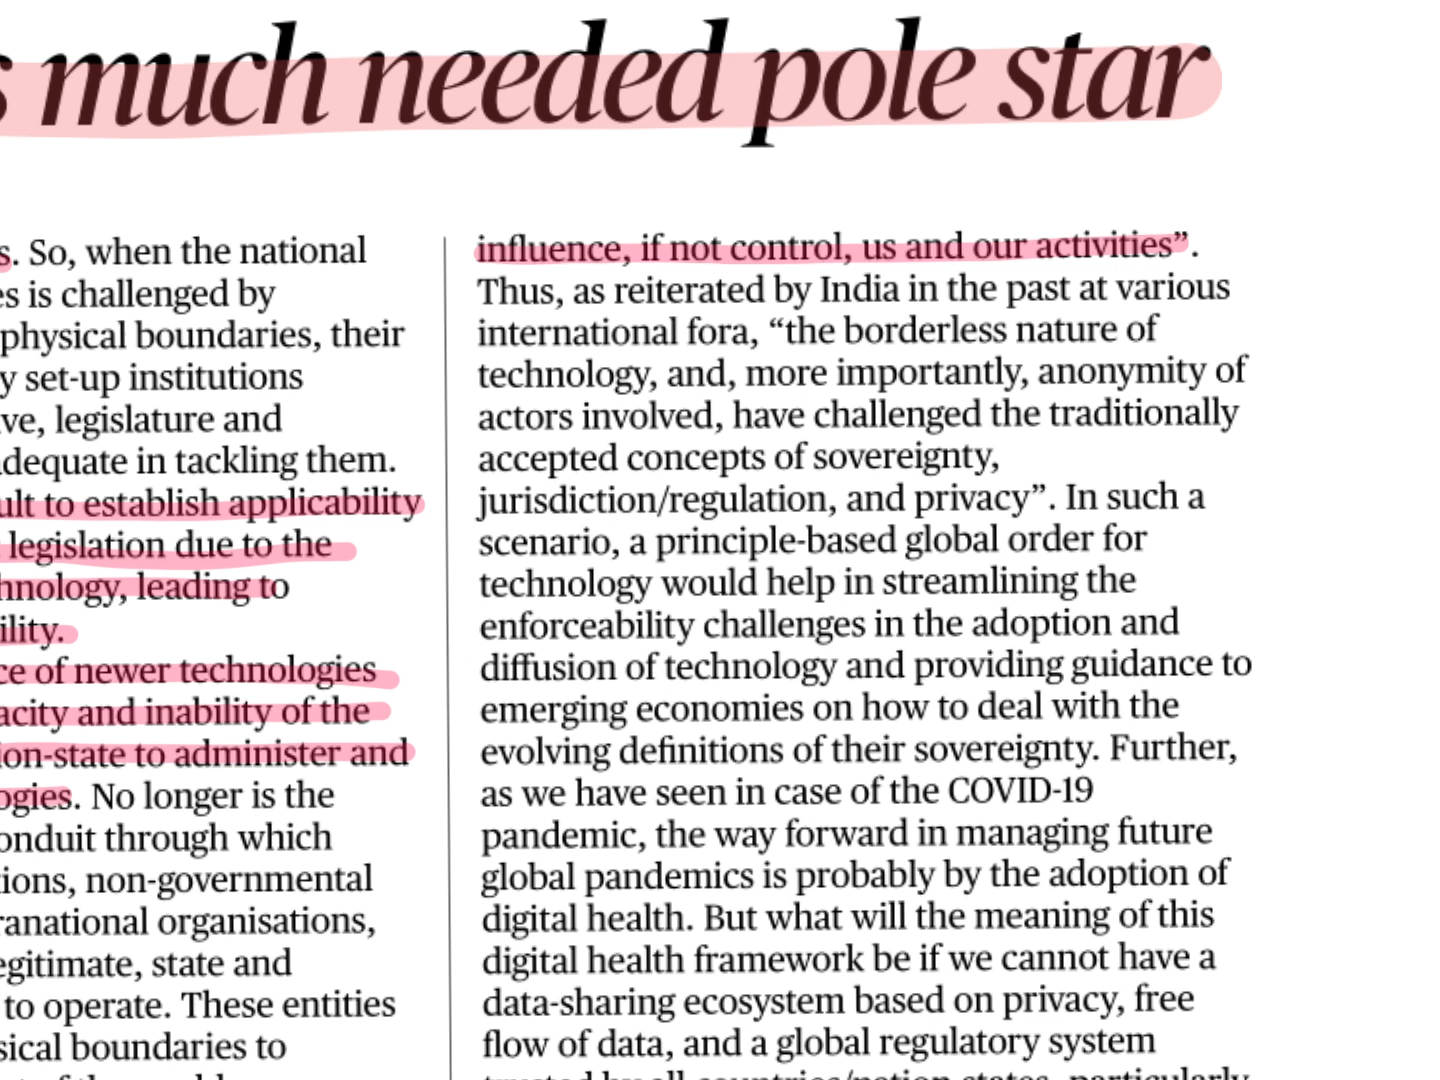 much needed pole star
s. So, when the national
es is challenged by
physical boundaries, their
y set-up institutions
ve, legislature and
dequate in tackling them.
ult to establish applicability
legislation due to the
hnology, leading to
ility.
ce of newer technologies
acity and inability of the
ion-state to administer and
ogies. No longer is the
onduit through which
tions, non-governmental
ranational organisations,
egitimate, state and
to operate. These entities
sical boundaries to
influence, if not control, us and our activities”.
Thus, as reiterated by India in the past at various
international fora, “the borderless nature of
technology, and, more importantly, anonymity of
actors involved, have challenged the traditionally
accepted concepts of sovereignty,
jurisdiction/regulation, and privacy”. In such a
scenario, a principle-based global order for
technology would help in streamlining the
enforceability challenges in the adoption and
diffusion of technology and providing guidance to
emerging economies on how to deal with the
evolving definitions of their sovereignty. Further,
as we have seen in case of the COVID-19
pandemic, the way forward in managing future
global pandemics is probably by the adoption of
digital health. But what will the meaning of this
digital health framework be if we cannot have a
data-sharing ecosystem based on privacy, free
flow of data, and a global regulatory system
trusted by all countries/nation states, particularly